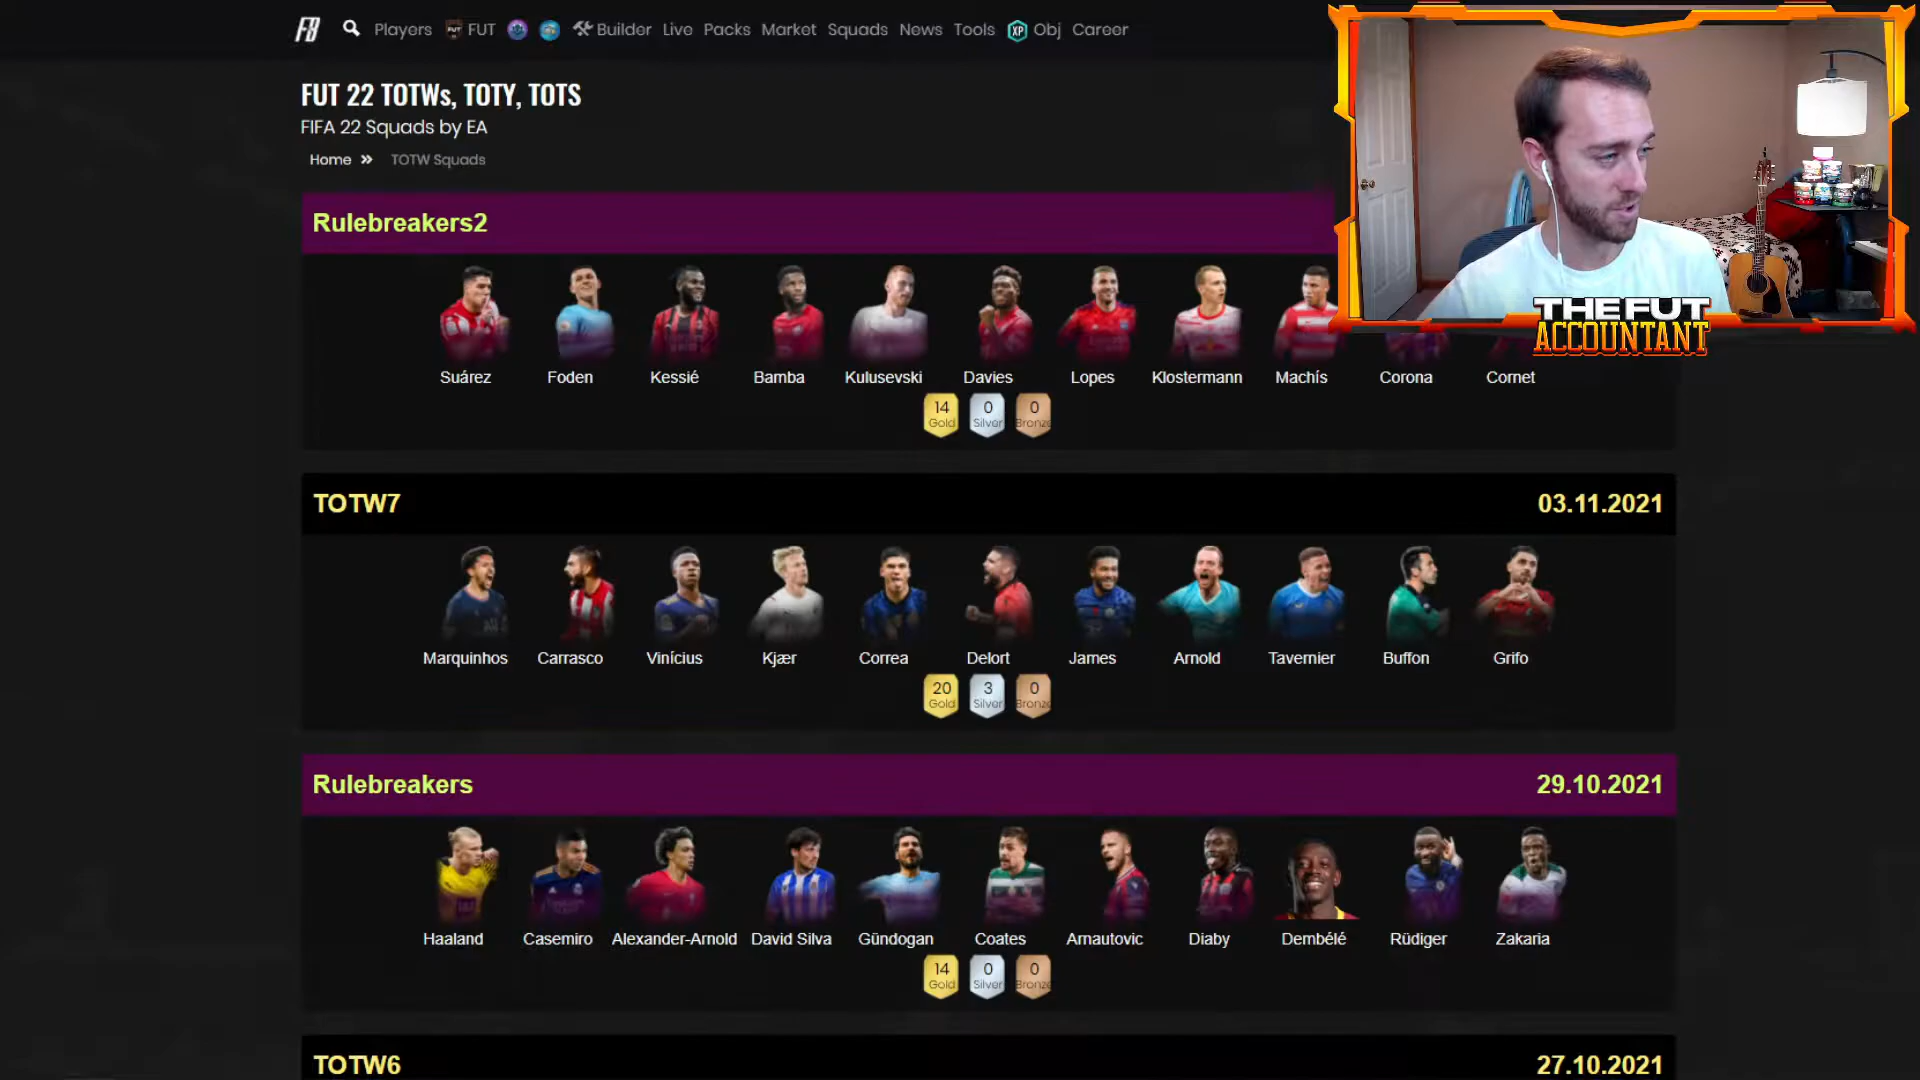 Players FUT Builder Live Packs Market Squads News Tools XP Obj Career
FUT 22 TOTWs, TOTY, TOTS
FIFA 22 Squads by EA
Home » TOTW Squads
THE FUT
ACCOUNTANT
Rulebreakers2
Suárez Foden Kessié Bamba Kulusevski Davies Lopes Klostermann Machís Corona Cornet
14 0 0
Gold Silver Bronze
TOTW7 03.11.2021
Marquinhos Carrasco Vinícius Kjær Correa Delort James Arnold Tavernier Buffon Grifo
20 3 0
Gold Silver Bronze
Rulebreakers 29.10.2021
Haaland Casemiro Alexander-Arnold David Silva Gündogan Coates Arnautovic Diaby Dembélé Rüdiger Zakaria
14 0 0
Gold Silver Bronze
TOTW6 27.10.2021